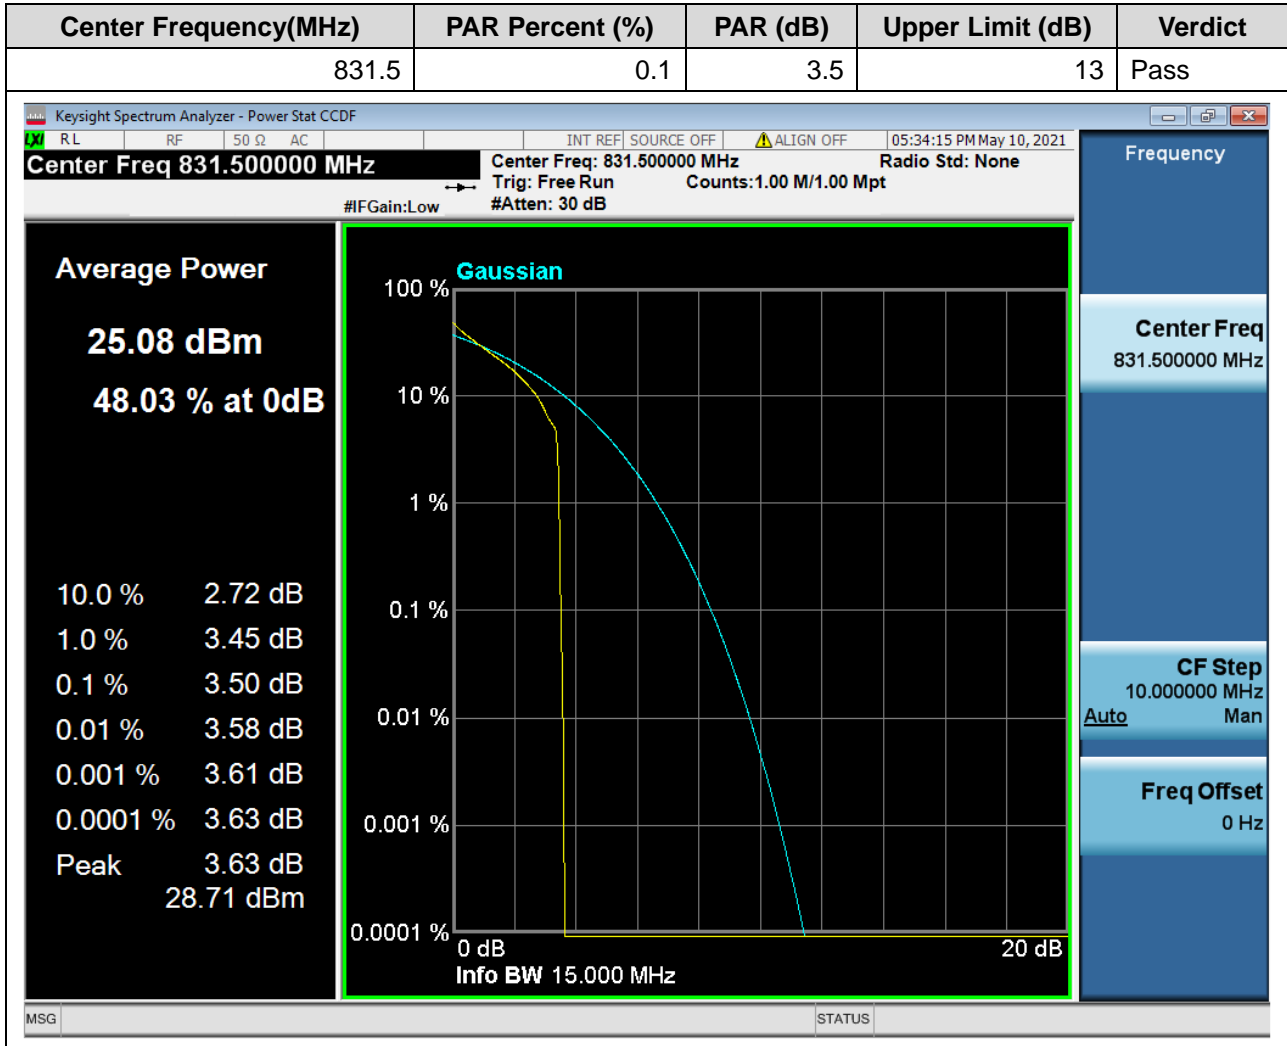 Center Frequency(MHz) PAR Percent (%) PAR (dB) Upper Limit (dB) Verdict
831.5 0.1 3.5 13 Pass
Keysight Spectrum Analyzer - Power Stat CCDF
LXI RL RF 50 Ω AC INT REF SOURCE OFF ALIGN OFF 05:34:15 PM May 10, 2021
Center Freq 831.500000 MHz
Center Freq: 831.500000 MHz Radio Std: None
Trig: Free Run Counts:1.00 M/1.00 Mpt
#IFGain:Low #Atten: 30 dB
Average Power
25.08 dBm
48.03 % at 0dB
10.0 % 2.72 dB
1.0 % 3.45 dB
0.1 % 3.50 dB
0.01 % 3.58 dB
0.001 % 3.61 dB
0.0001 % 3.63 dB
Peak 3.63 dB
28.71 dBm
Gaussian
100 %
10 %
1 %
0.1 %
0.01 %
0.001 %
0.0001 %
0 dB 20 dB
Info BW 15.000 MHz
Frequency
Center Freq
831.500000 MHz
CF Step
10.000000 MHz
Auto Man
Freq Offset
0 Hz
MSG STATUS